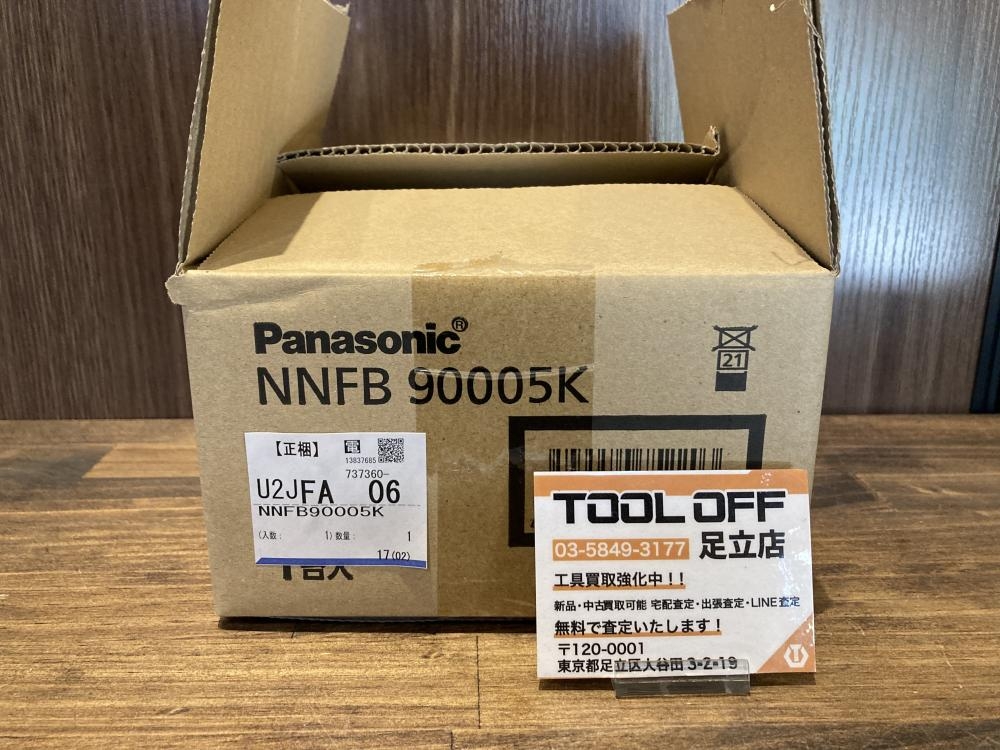 Panasonic®
NNFB 90005K
21
【正梱】 電
13837685
737360-
U2JFA 06
NNFB90005K
(入数: 1) 数量: 1
17(02)
1台入
TOOL OFF
03-5849-3177 足立店
工具買取強化中!!
新品・中古買取可能 宅配査定・出張査定・LINE査定
無料で査定いたします!
〒120-0001
東京都足立区大谷田 3-2-19